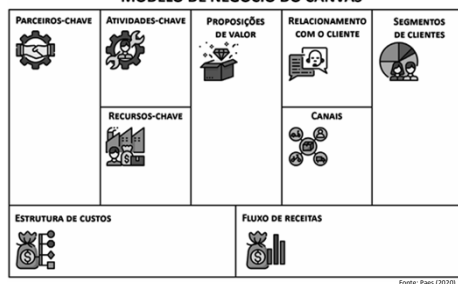 MODELO DE NEGÓCIO DO CANVAS
PARCEIROS-CHAVE
ATIVIDADES-CHAVE
PROPOSIÇÕES
DE VALOR
RELACIONAMENTO
COM O CLIENTE
SEGMENTOS
DE CLIENTES
RECURSOS-CHAVE
CANAIS
ESTRUTURA DE CUSTOS
FLUXO DE RECEITAS
Fonte: Paes (2020)